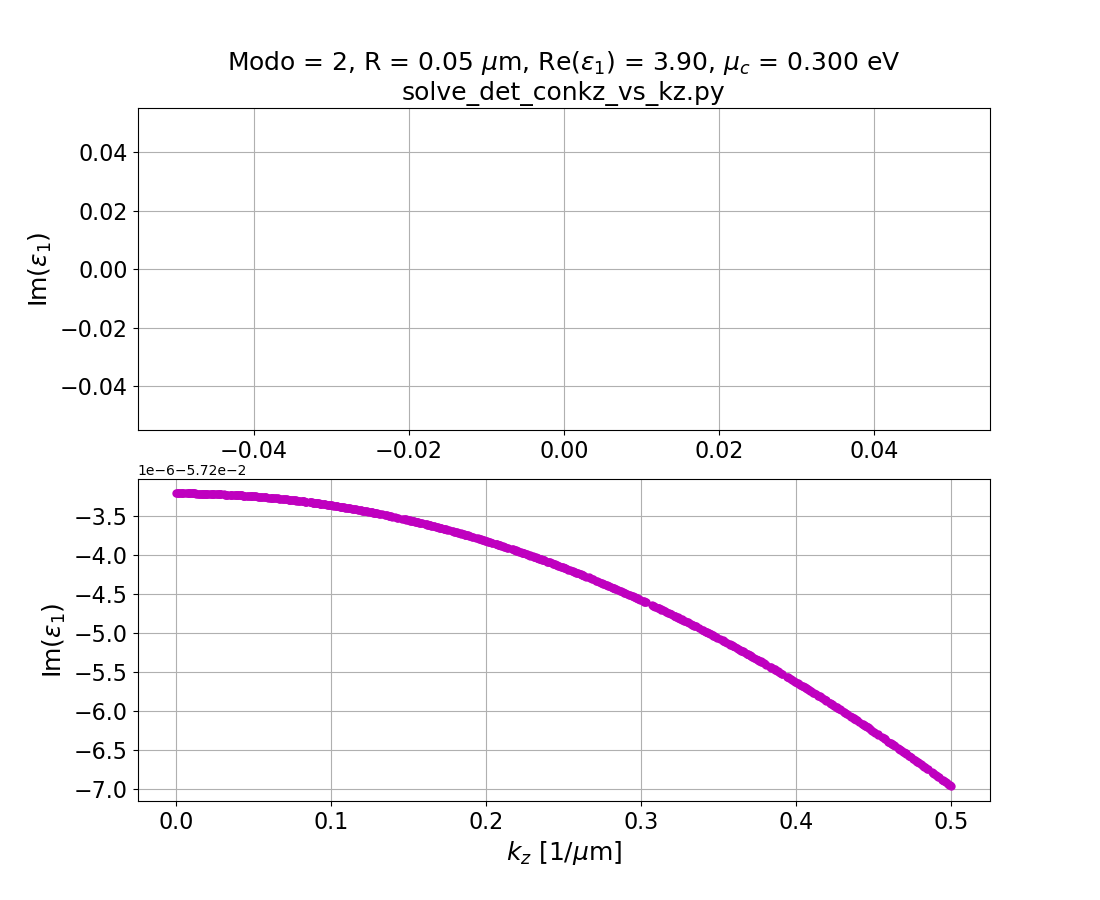 Modo = 2, R = 0.05 μm, Re(ε₁) = 3.90, μ_c = 0.300 eV
solve_det_conkz_vs_kz.py
Im(ε₁)
0.04
0.02
0.00
−0.02
−0.04
−0.04 −0.02 0.00 0.02 0.04
1e−6−5.72e−2
Im(ε₁)
−3.5
−4.0
−4.5
−5.0
−5.5
−6.0
−6.5
−7.0
0.0 0.1 0.2 0.3 0.4 0.5
k_z [1/μm]